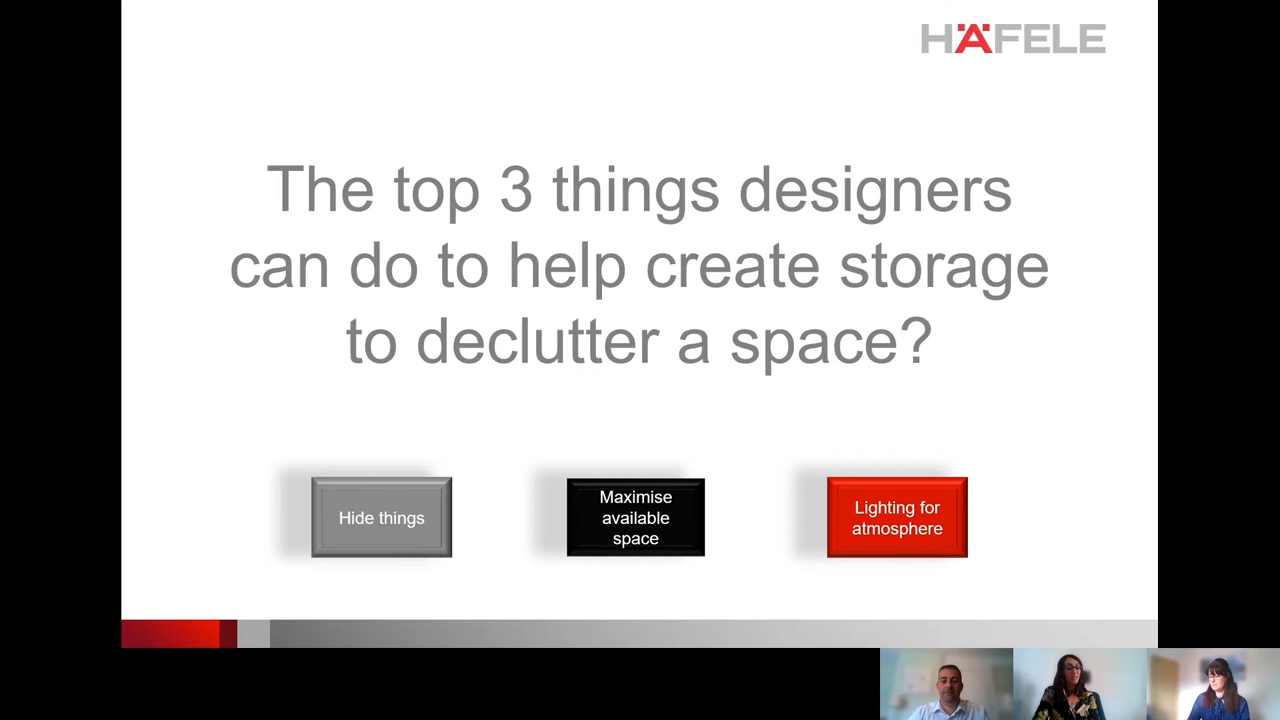 HÄFELE
The top 3 things designers
can do to help create storage
to declutter a space?
Hide things
Maximise
available
space
Lighting for
atmosphere